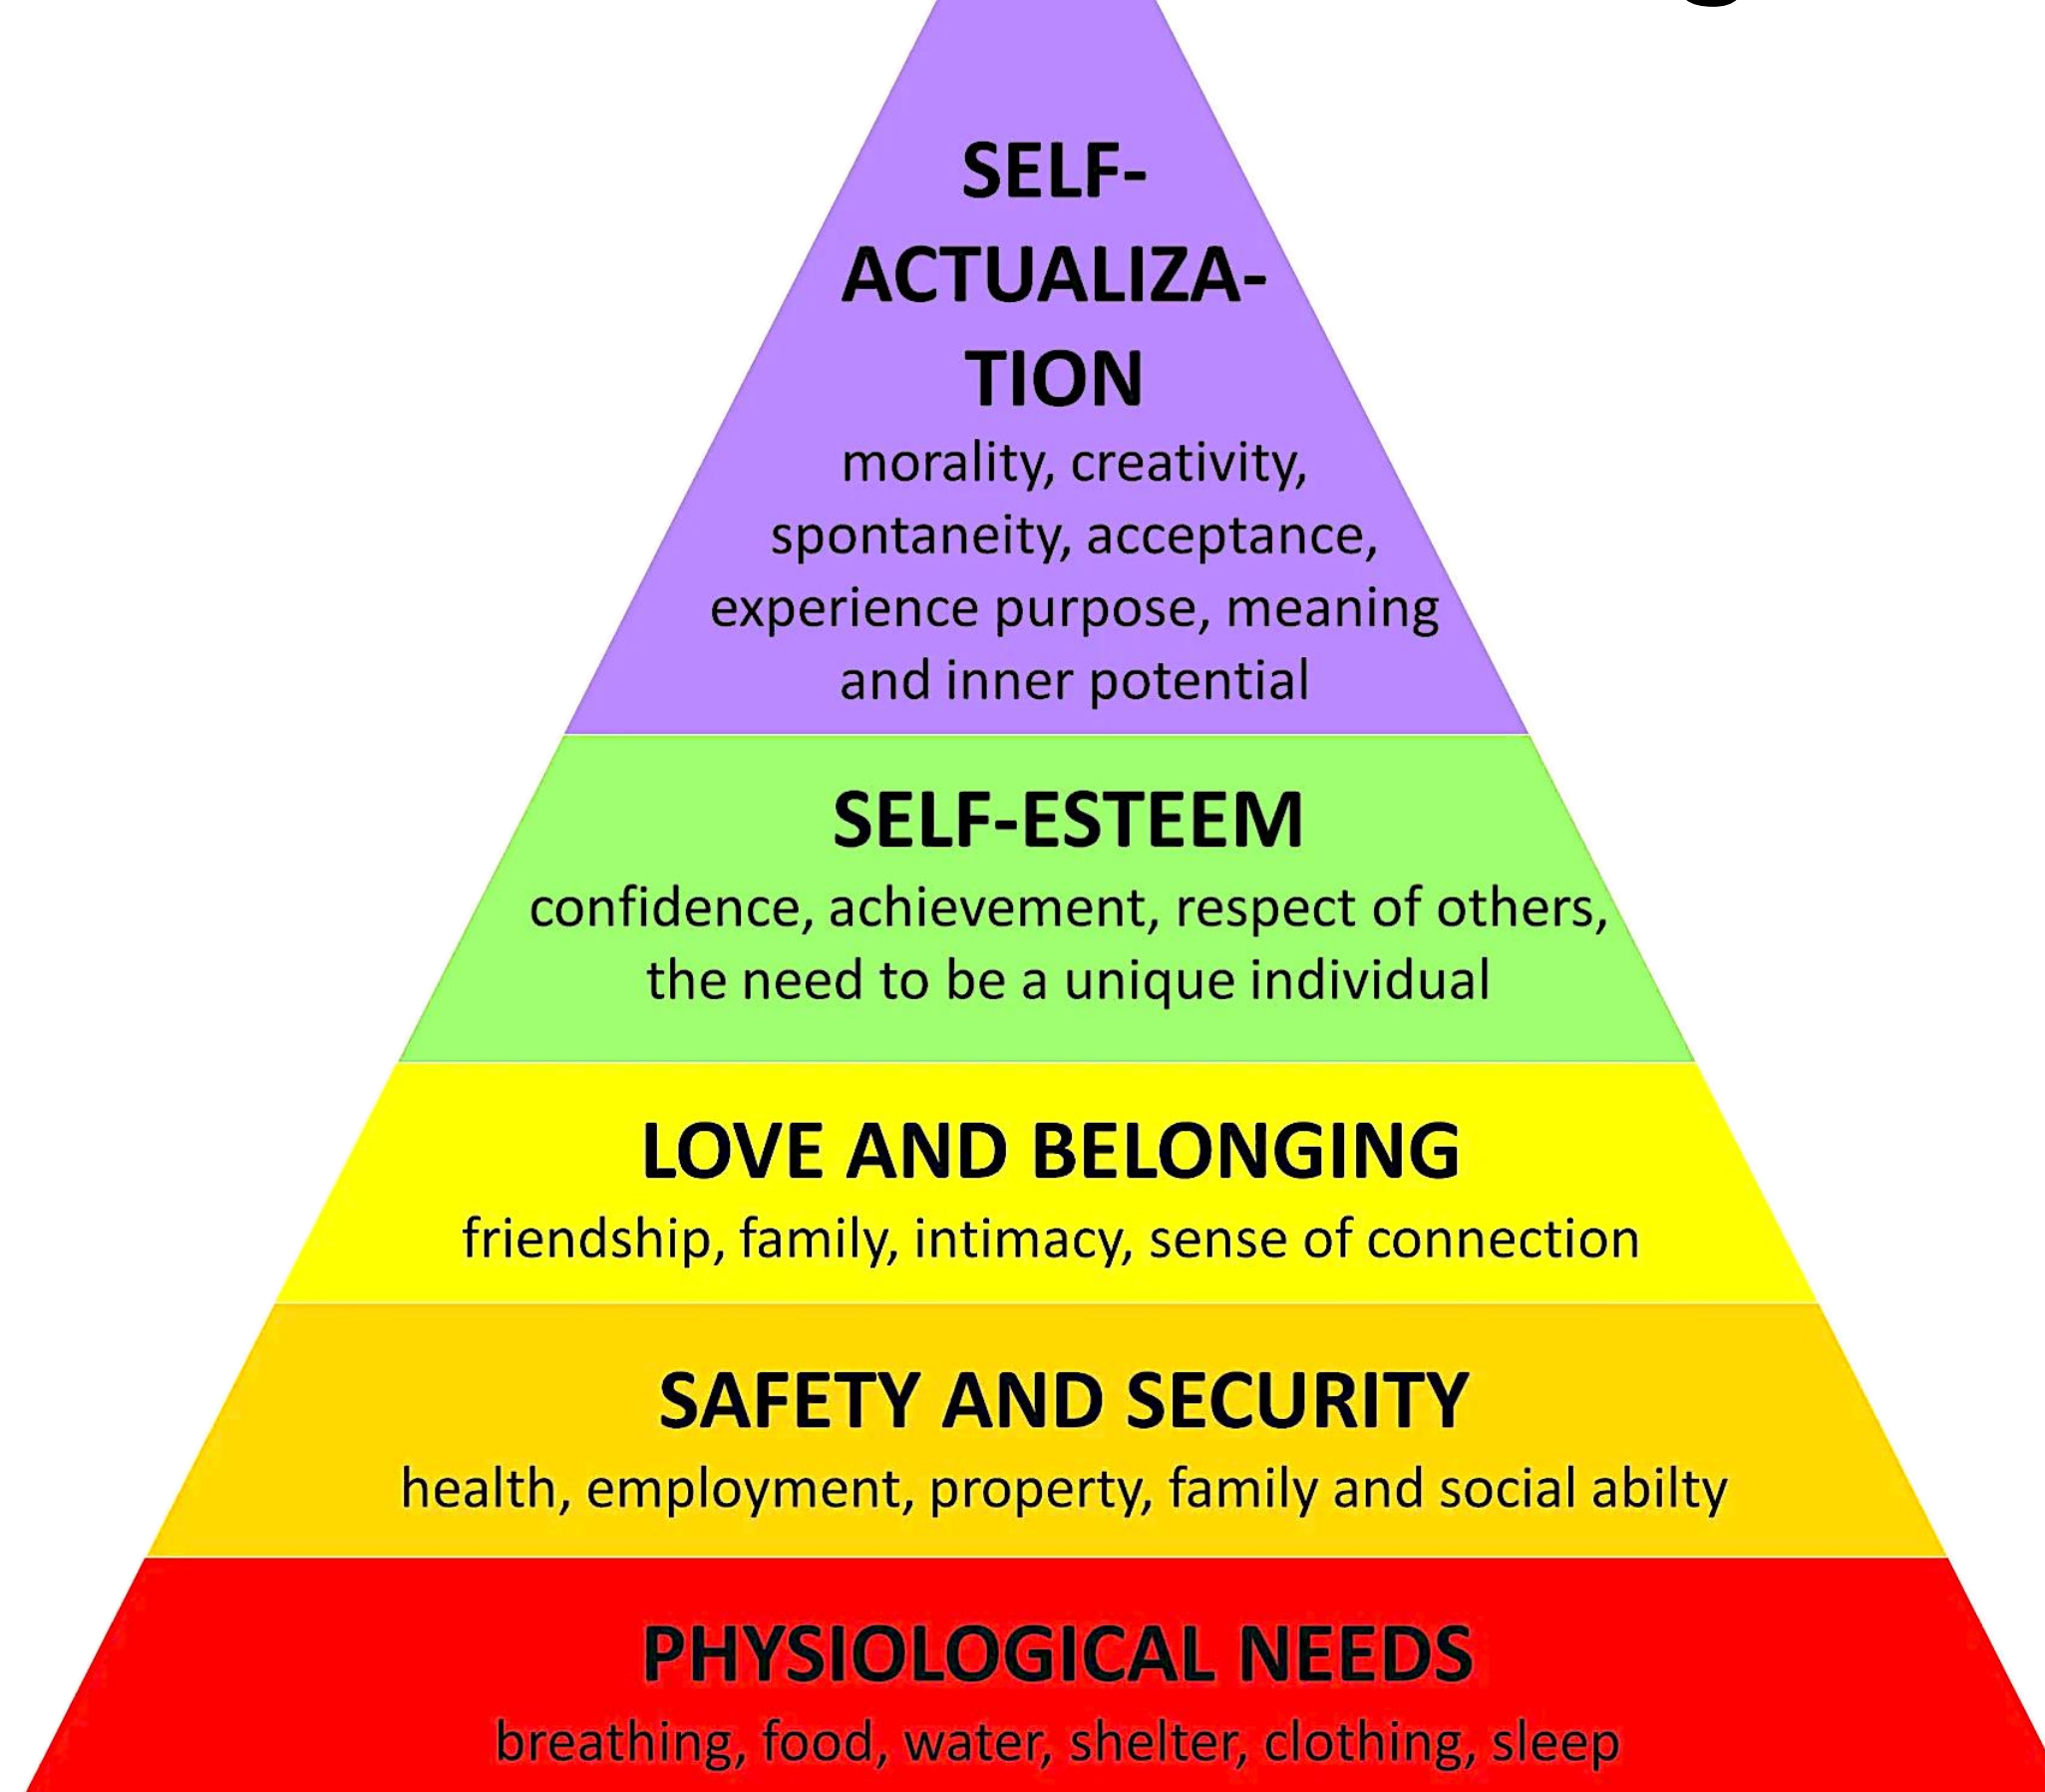 SELF-
ACTUALIZA-
TION
morality, creativity,
spontaneity, acceptance,
experience purpose, meaning
and inner potential
SELF-ESTEEM
confidence, achievement, respect of others,
the need to be a unique individual
LOVE AND BELONGING
friendship, family, intimacy, sense of connection
SAFETY AND SECURITY
health, employment, property, family and social abilty
PHYSIOLOGICAL NEEDS
breathing, food, water, shelter, clothing, sleep